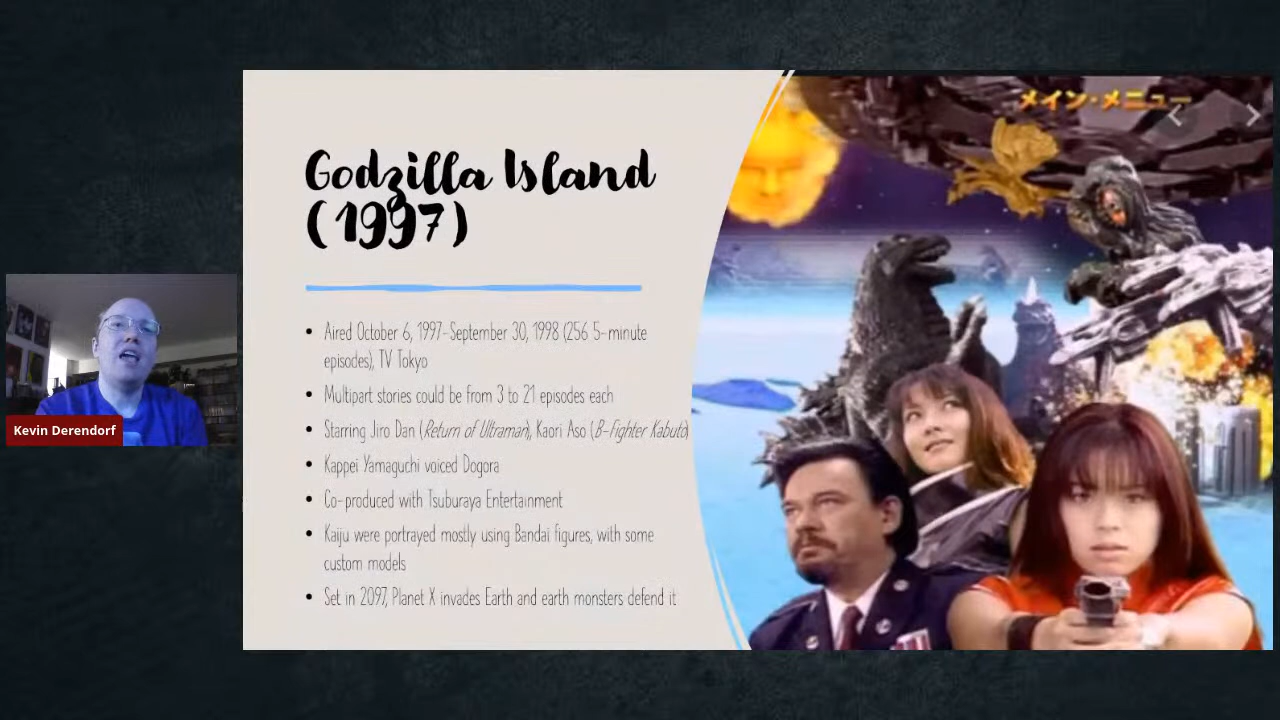 Godzilla Island
(1997)
Aired October 6, 1997-September 30, 1998 (256 5-minute
episodes), TV Tokyo
Multipart stories could be from 3 to 21 episodes each
Starring Jiro Dan (Return of Ultraman), Kaori Aso (B-Fighter Kabuto)
Kappei Yamaguchi voiced Dogora
Co-produced with Tsuburaya Entertainment
Kaiju were portrayed mostly using Bandai figures, with some
custom models
Set in 2097, Planet X invades Earth and earth monsters defend it
メイン・メニュー
Kevin Derendorf